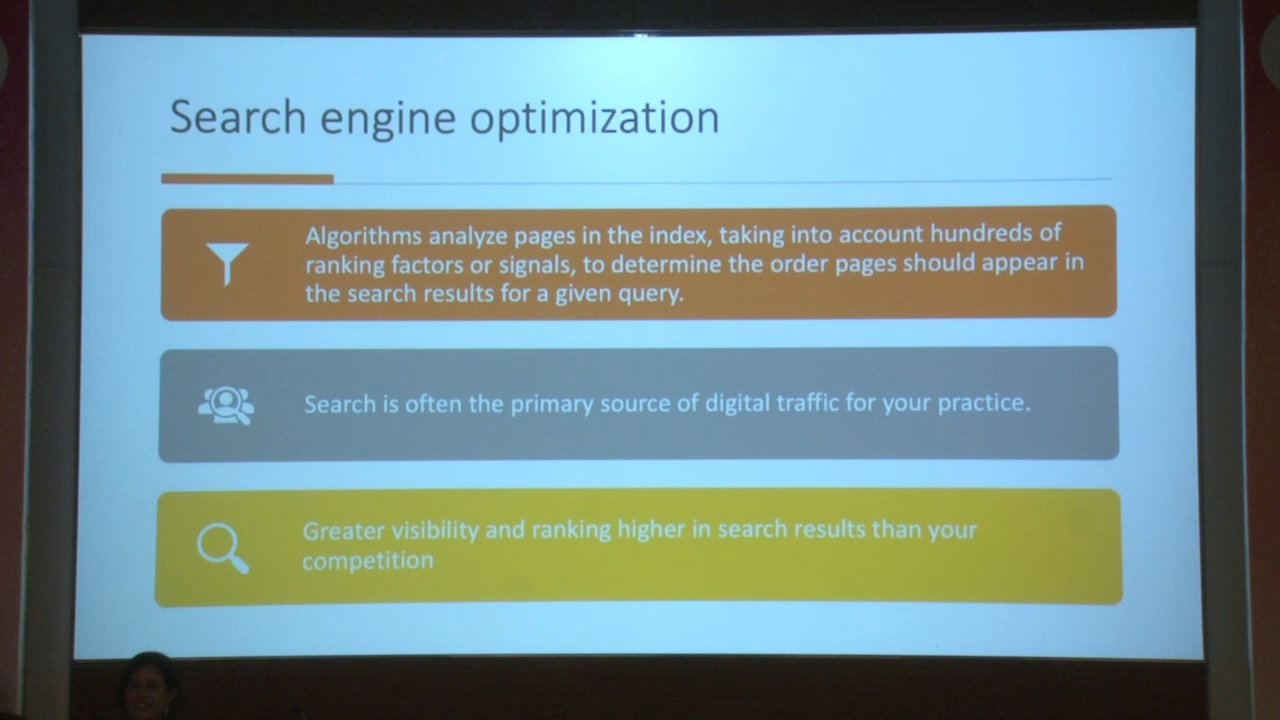 Search engine optimization
Algorithms analyze pages in the index, taking into account hundreds of
ranking factors or signals, to determine the order pages should appear in
the search results for a given query.
Search is often the primary source of digital traffic for your practice.
Greater visibility and ranking higher in search results than your
competition